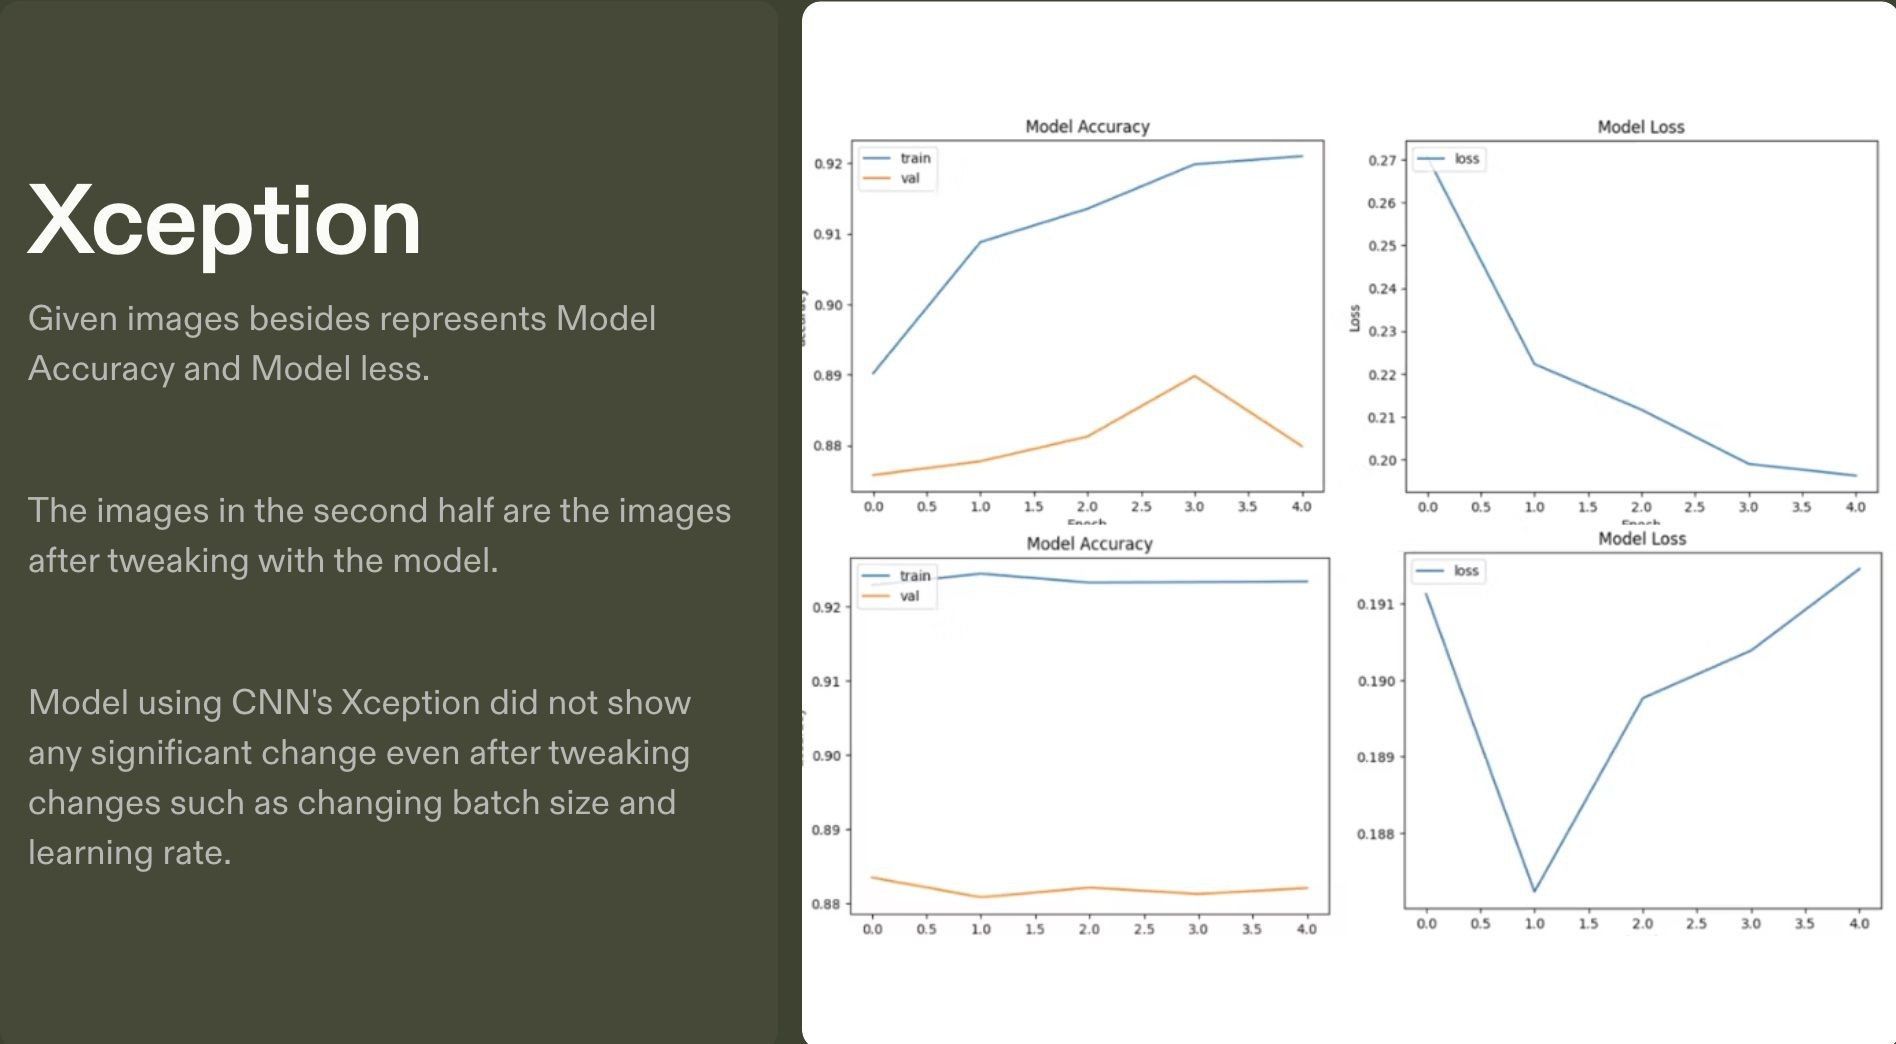 Xception
Given images besides represents Model
Accuracy and Model less.
The images in the second half are the images
after tweaking with the model.
Model using CNN's Xception did not show
any significant change even after tweaking
changes such as changing batch size and
learning rate.
Model Accuracy
train
val
0.92
0.91
0.90
0.89
0.88
0.0 0.5 1.0 1.5 2.0 2.5 3.0 3.5 4.0
Epoch
Model Loss
loss
Loss
0.27
0.26
0.25
0.24
0.23
0.22
0.21
0.20
0.0 0.5 1.0 1.5 2.0 2.5 3.0 3.5 4.0
Epoch
Model Accuracy
train
val
0.92
0.91
0.90
0.89
0.88
0.0 0.5 1.0 1.5 2.0 2.5 3.0 3.5 4.0
Model Loss
loss
0.191
0.190
0.189
0.188
0.0 0.5 1.0 1.5 2.0 2.5 3.0 3.5 4.0